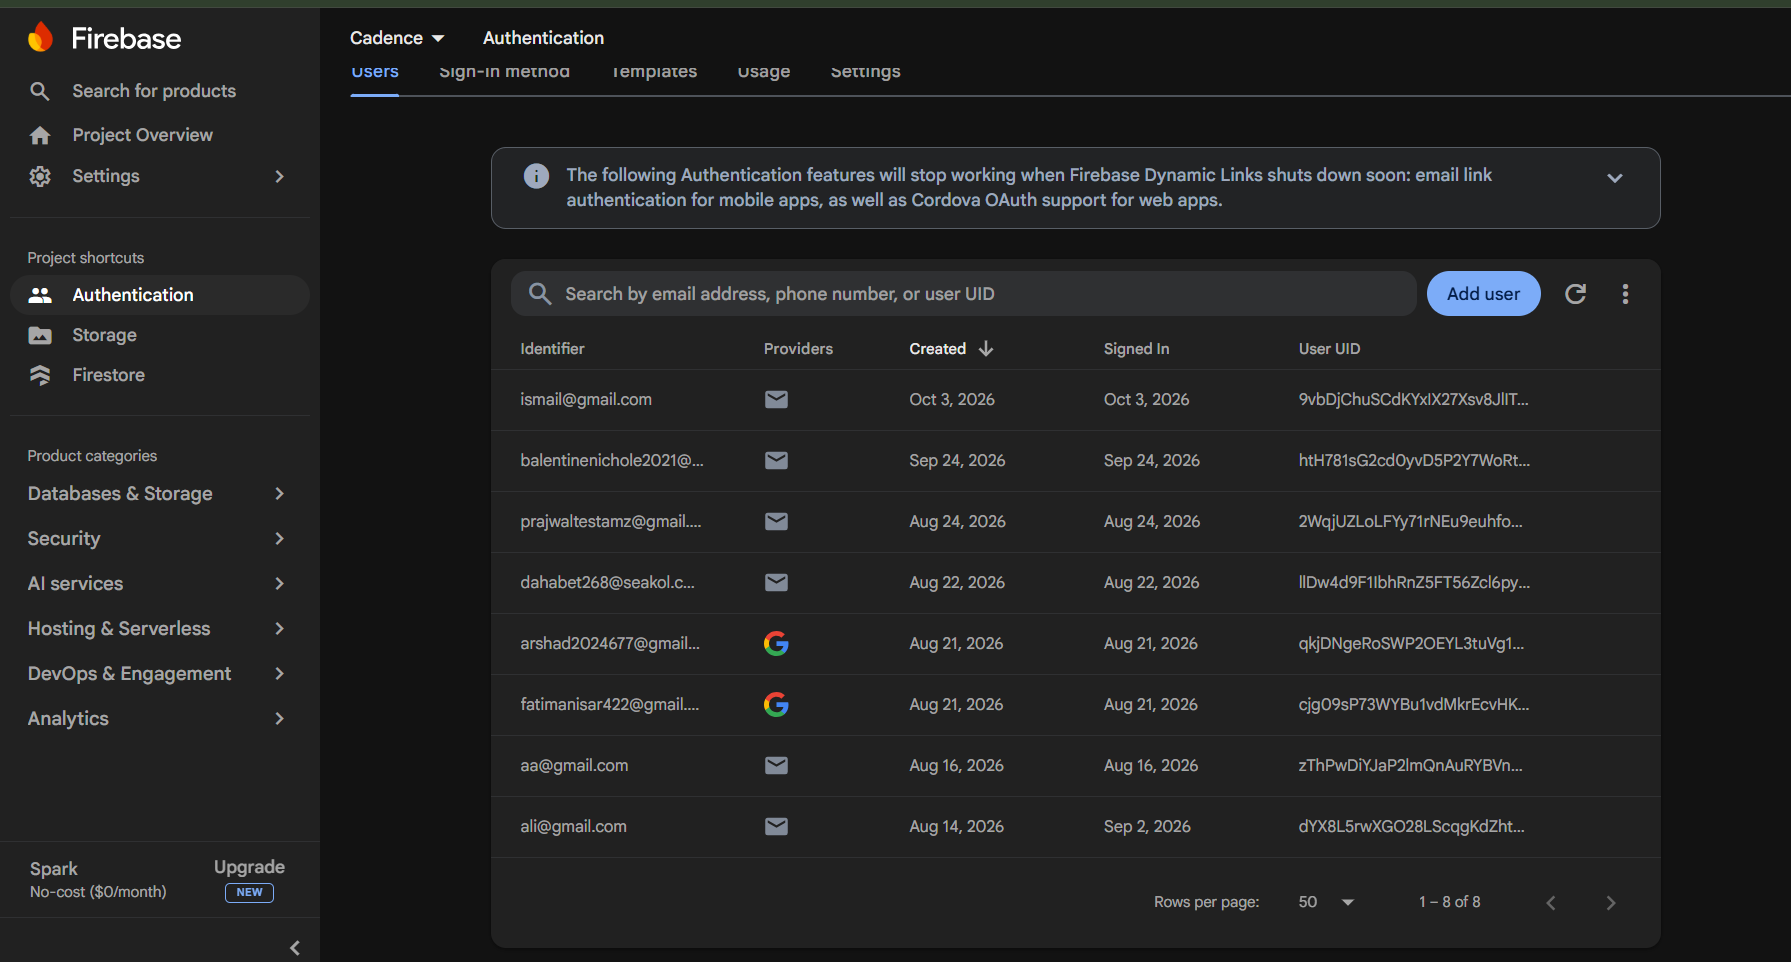 Firebase
Search for products
Project Overview
Settings
Project shortcuts
Authentication
Storage
Firestore
Product categories
Databases & Storage
Security
AI services
Hosting & Serverless
DevOps & Engagement
Analytics
Spark
No-cost ($0/month)
Upgrade
NEW
Cadence
Authentication
Users Sign-in method Templates Usage Settings
The following Authentication features will stop working when Firebase Dynamic Links shuts down soon: email link
authentication for mobile apps, as well as Cordova OAuth support for web apps.
Search by email address, phone number, or user UID
Add user
Identifier Providers Created Signed In User UID
ismail@gmail.com Oct 3, 2026 Oct 3, 2026 9vbDjChuSCdKYxIX27Xsv8JlIT...
balentinenichole2021@... Sep 24, 2026 Sep 24, 2026 htH781sG2cd0yvD5P2Y7WoRt...
prajwaltestamz@gmail.... Aug 24, 2026 Aug 24, 2026 2WqjUZLoLFYy71rNEu9euhfo...
dahabet268@seakol.c... Aug 22, 2026 Aug 22, 2026 llDw4d9F1IbhRnZ5FT56Zcl6py...
arshad2024677@gmail... Aug 21, 2026 Aug 21, 2026 qkjDNgeRoSWP2OEYL3tuVg1...
fatimanisar422@gmail.... Aug 21, 2026 Aug 21, 2026 cjg09sP73WYBu1vdMkrEcvHK...
aa@gmail.com Aug 16, 2026 Aug 16, 2026 zThPwDiYJaP2lmQnAuRYBVn...
ali@gmail.com Aug 14, 2026 Sep 2, 2026 dYX8L5rwXGO28LScqgKdZht...
Rows per page: 50 1 – 8 of 8